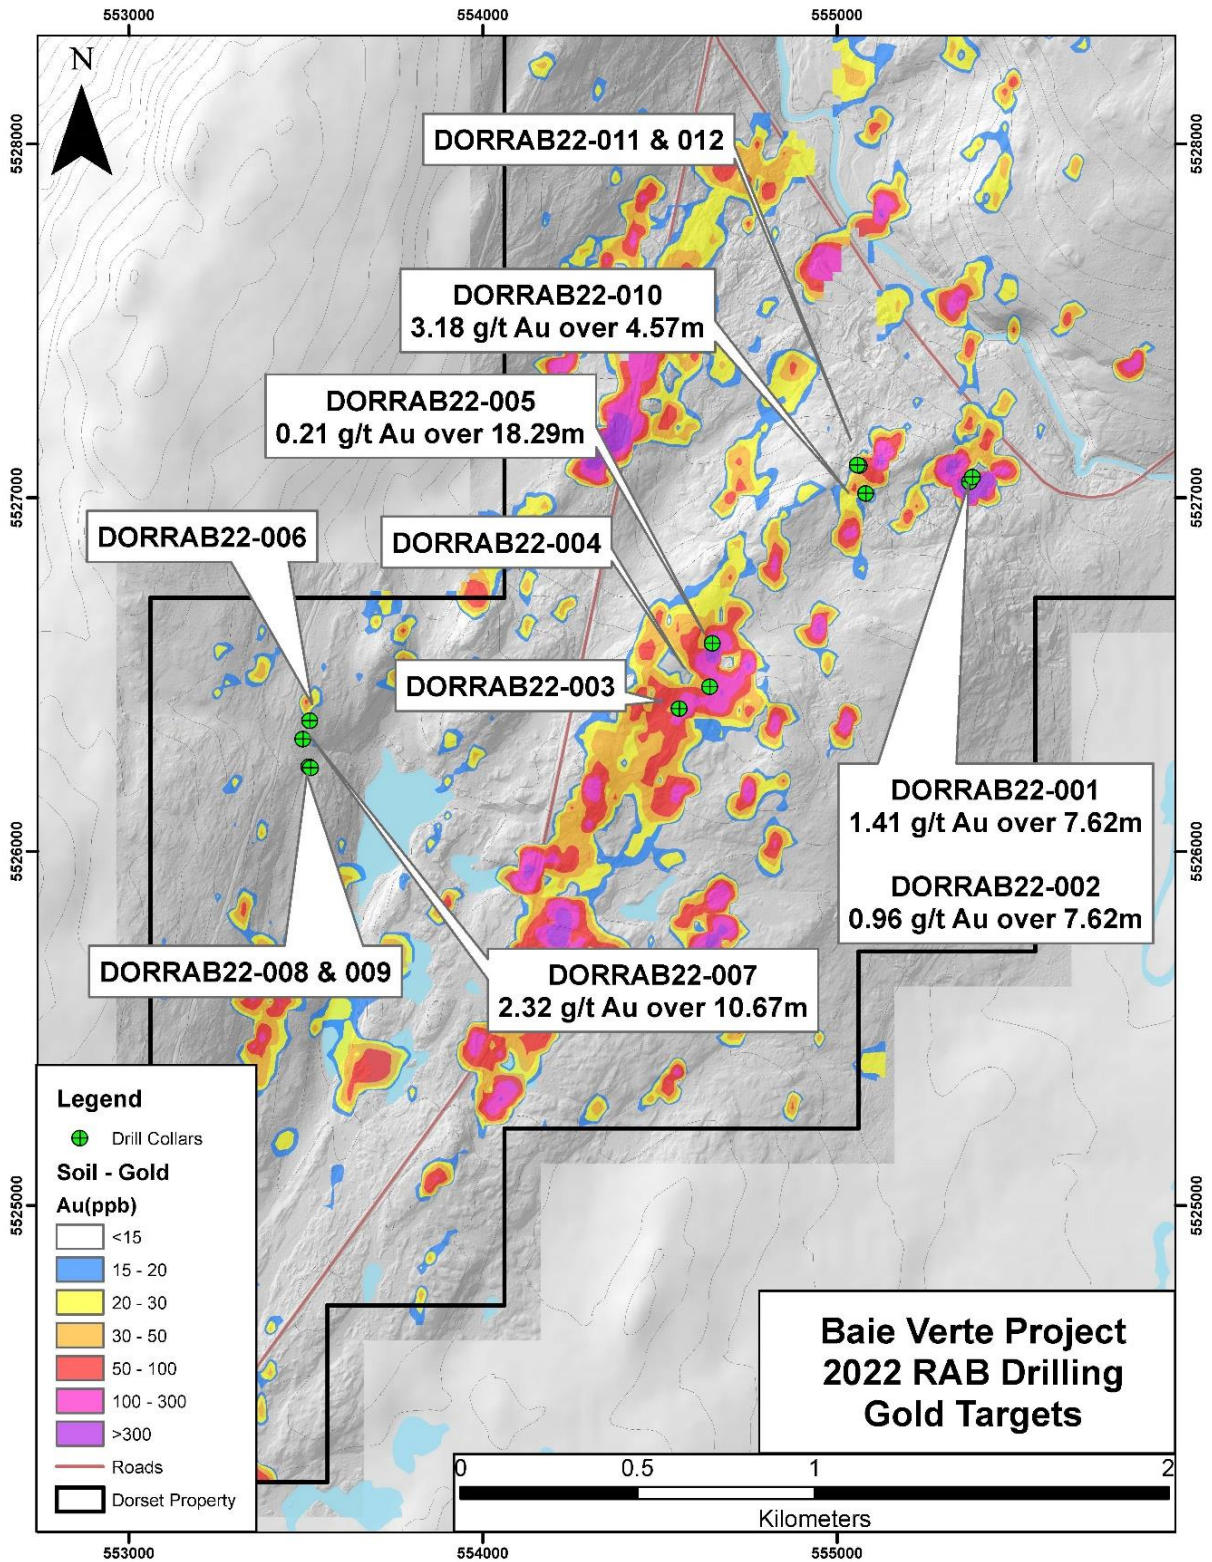 553000
554000
555000
N
5528000
5528000
DORRAB22-011 & 012
DORRAB22-010
3.18 g/t Au over 4.57m
DORRAB22-005
0.21 g/t Au over 18.29m
5527000
5527000
DORRAB22-006
DORRAB22-004
DORRAB22-003
DORRAB22-001
1.41 g/t Au over 7.62m
DORRAB22-002
0.96 g/t Au over 7.62m
5526000
5526000
DORRAB22-008 & 009
DORRAB22-007
2.32 g/t Au over 10.67m
Legend
Drill Collars
Soil - Gold
Au(ppb)
<15
15 - 20
20 - 30
30 - 50
50 - 100
100 - 300
>300
Roads
Dorset Property
5525000
5525000
Baie Verte Project
2022 RAB Drilling
Gold Targets
0 0.5 1 2
Kilometers
553000
554000
555000